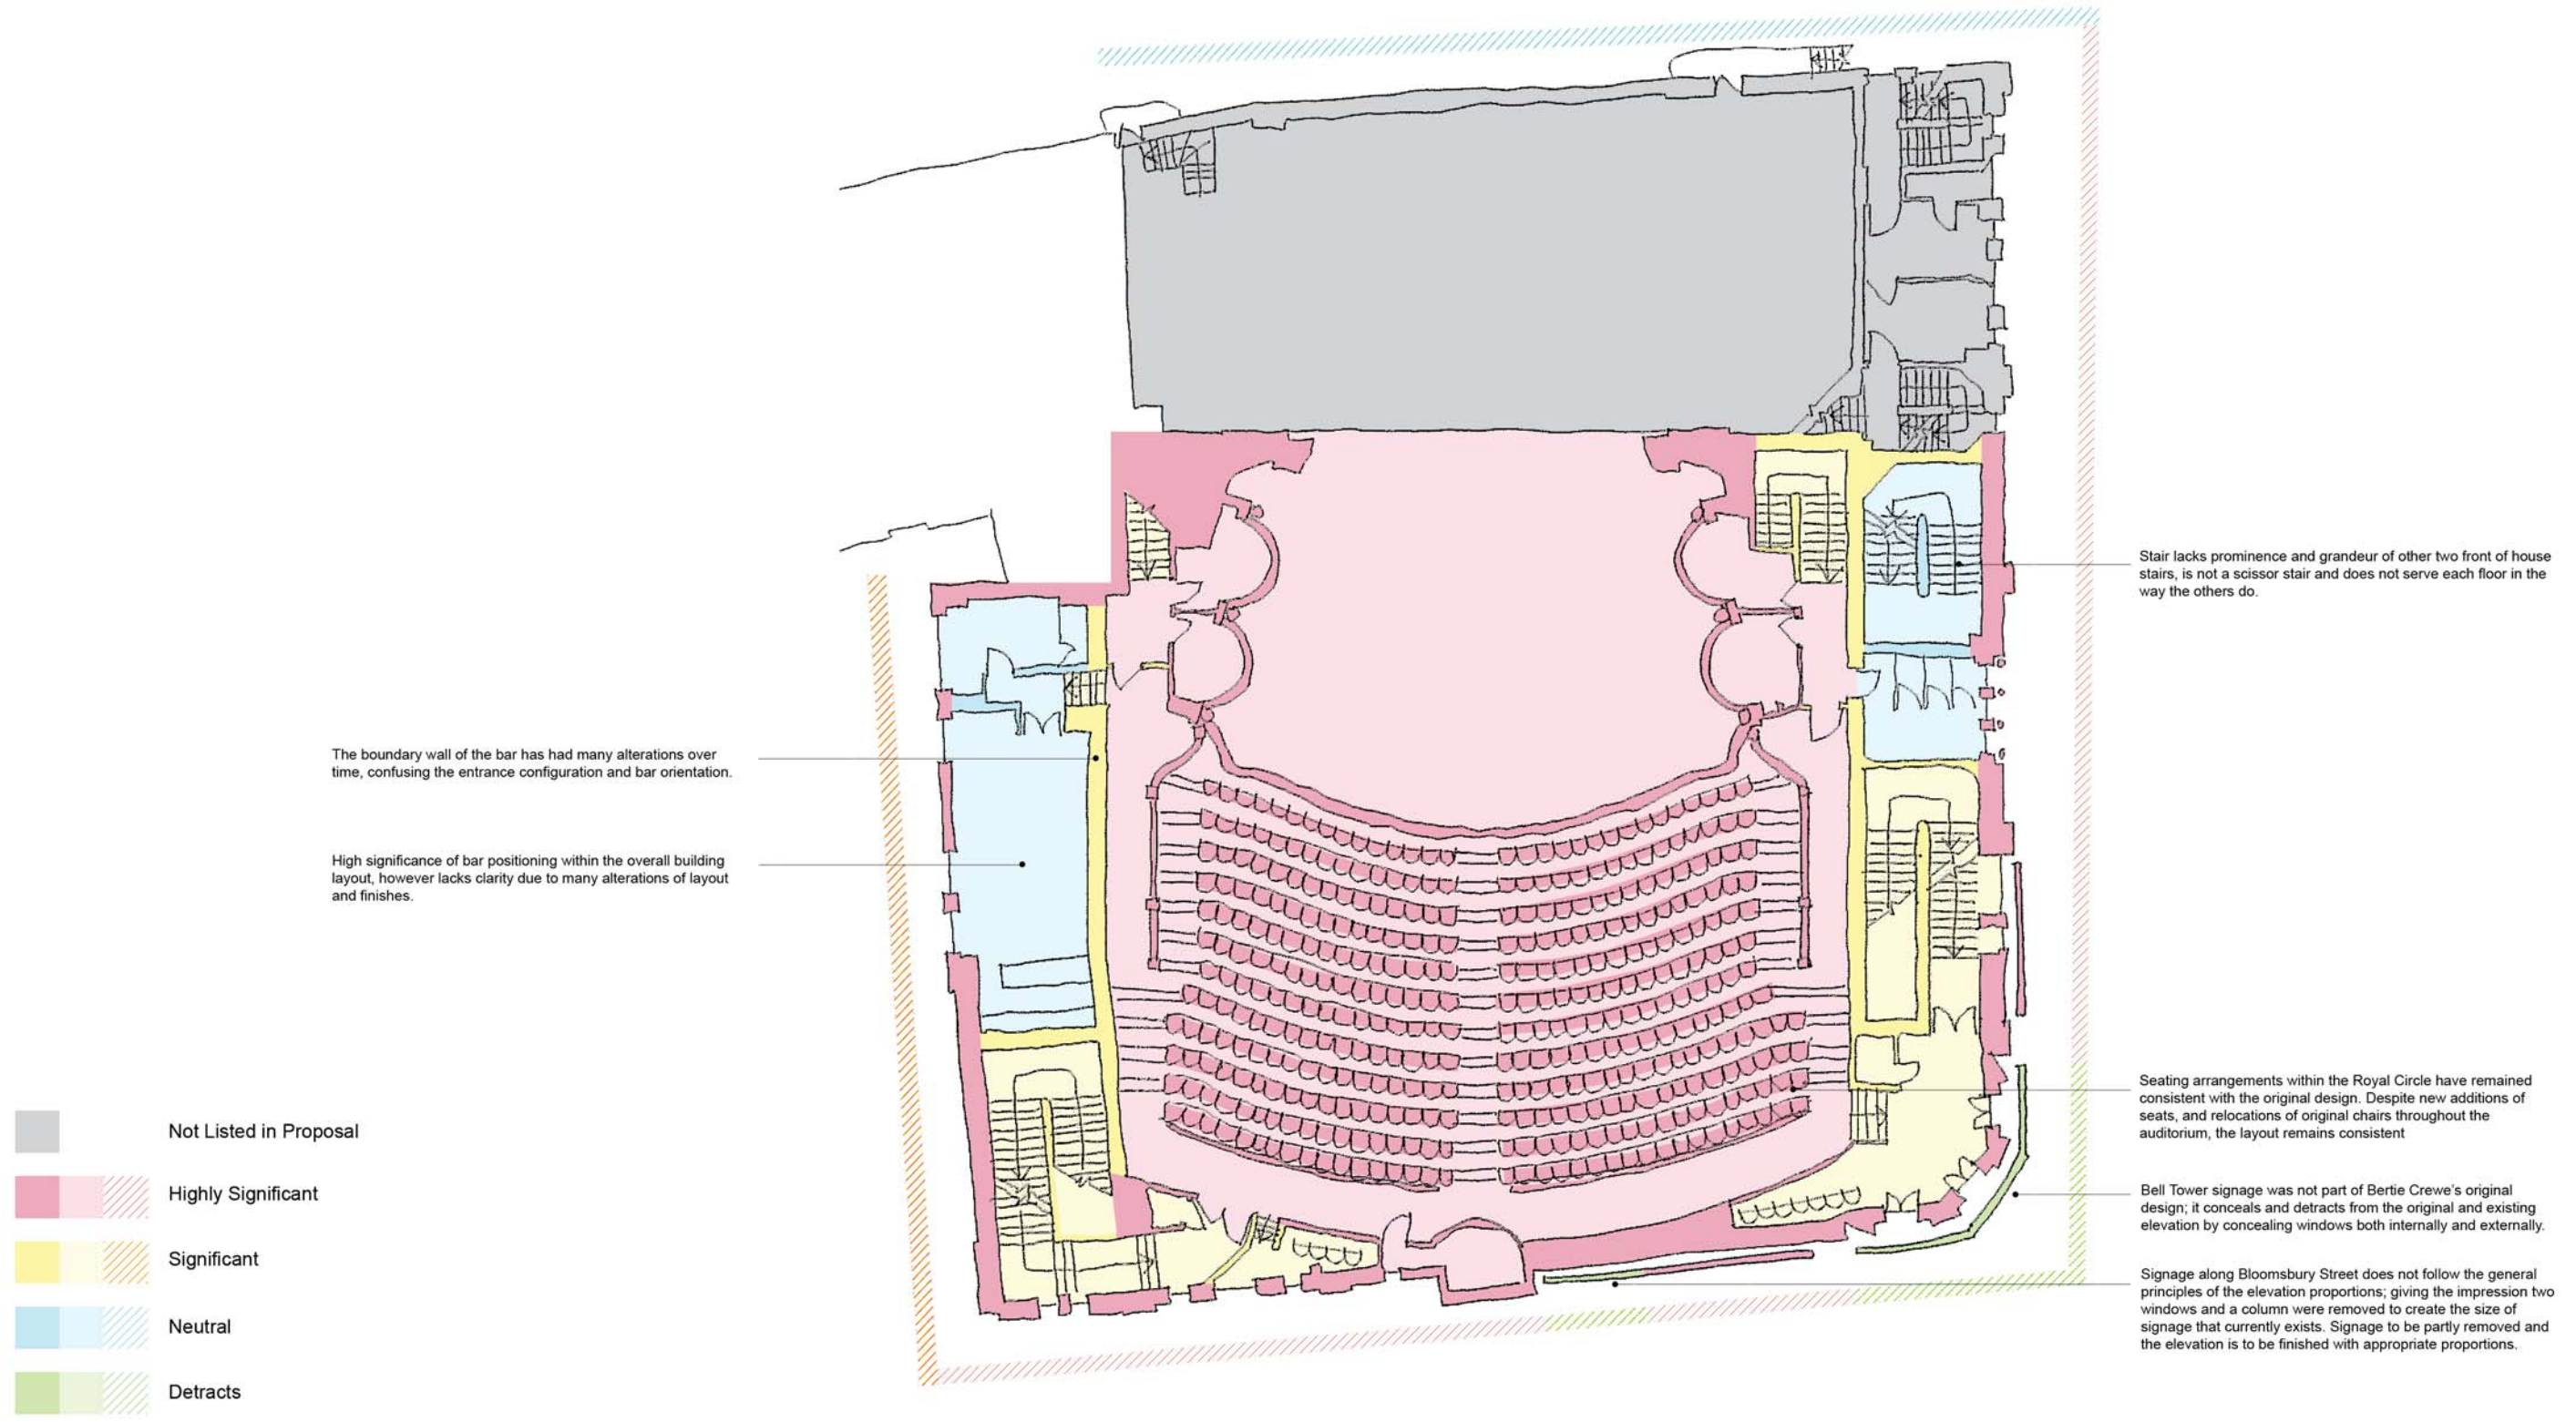 The boundary wall of the bar has had many alterations over
time, confusing the entrance configuration and bar orientation.
High significance of bar positioning within the overall building
layout, however lacks clarity due to many alterations of layout
and finishes.
Not Listed in Proposal
Highly Significant
Significant
Neutral
Detracts
Stair lacks prominence and grandeur of other two front of house
stairs, is not a scissor stair and does not serve each floor in the
way the others do.
Seating arrangements within the Royal Circle have remained
consistent with the original design. Despite new additions of
seats, and relocations of original chairs throughout the
auditorium, the layout remains consistent
Bell Tower signage was not part of Bertie Crewe's original
design; it conceals and detracts from the original and existing
elevation by concealing windows both internally and externally.
Signage along Bloomsbury Street does not follow the general
principles of the elevation proportions; giving the impression two
windows and a column were removed to create the size of
signage that currently exists. Signage to be partly removed and
the elevation is to be finished with appropriate proportions.